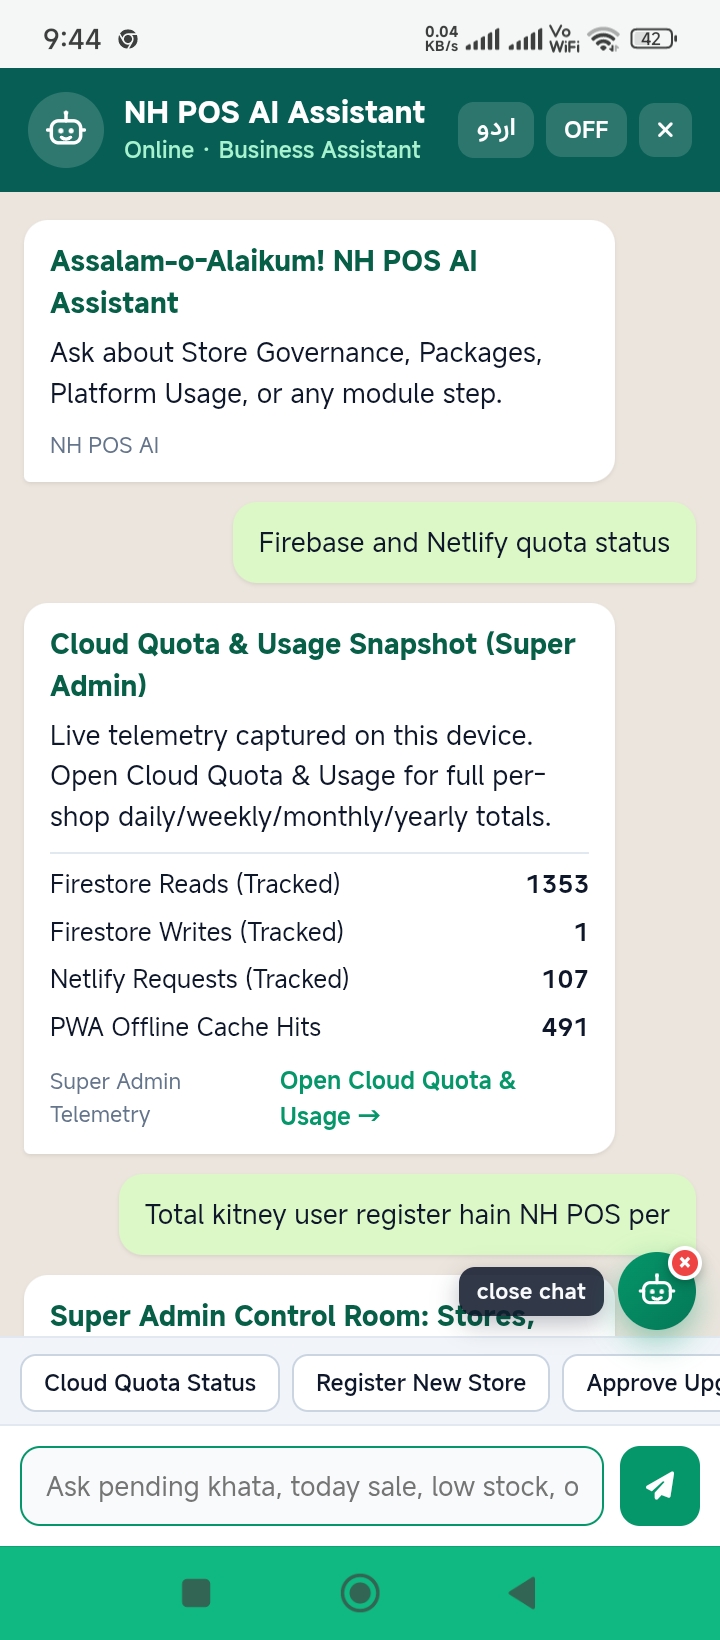 9:44
0.04
KB/s
Vo
WiFi
42
NH POS AI Assistant
Online · Business Assistant
اردو
OFF
×
Assalam-o-Alaikum! NH POS AI
Assistant
Ask about Store Governance, Packages,
Platform Usage, or any module step.
NH POS AI
Firebase and Netlify quota status
Cloud Quota & Usage Snapshot (Super
Admin)
Live telemetry captured on this device.
Open Cloud Quota & Usage for full per-
shop daily/weekly/monthly/yearly totals.
Firestore Reads (Tracked) 1353
Firestore Writes (Tracked) 1
Netlify Requests (Tracked) 107
PWA Offline Cache Hits 491
Super Admin
Telemetry
Open Cloud Quota &
Usage →
Total kitney user register hain NH POS per
close chat
Super Admin Control Room: Stores,
Cloud Quota Status
Register New Store
Approve Upg
Ask pending khata, today sale, low stock, o